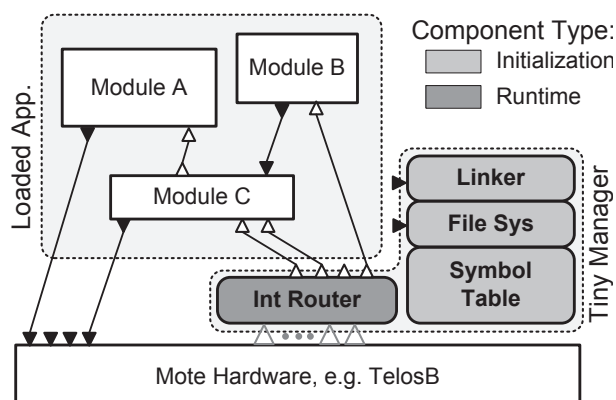 Component Type:
Initialization
Runtime
Loaded App.
Module A
Module B
Module C
Linker
File Sys
Symbol
Table
Tiny Manager
Int Router
Mote Hardware, e.g. TelosB